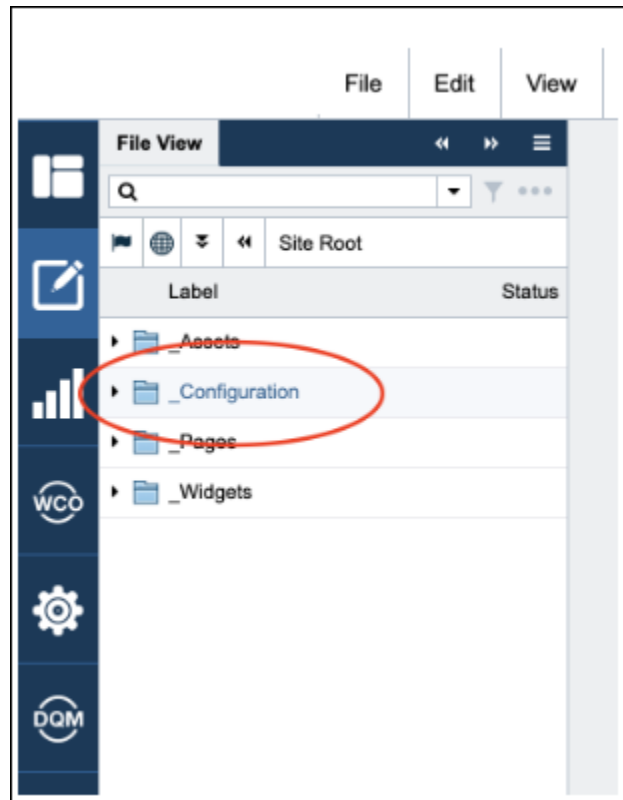 File Edit View
File View
Site Root
Label Status
_Assets
_Configuration
_Pages
_Widgets
WCO
DQM